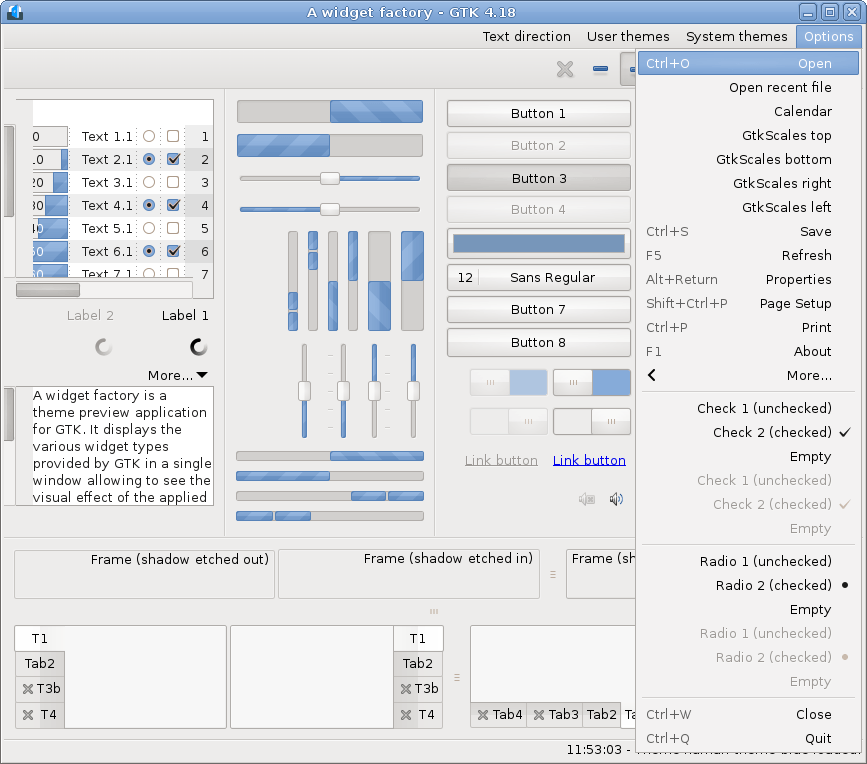 A widget factory - GTK 4.18
Text direction User themes System themes Options
Ctrl+O Open
Open recent file
Calendar
GtkScales top
GtkScales bottom
GtkScales right
GtkScales left
Ctrl+S Save
F5 Refresh
Alt+Return Properties
Shift+Ctrl+P Page Setup
Ctrl+P Print
F1 About
More...
Check 1 (unchecked)
Check 2 (checked)
Empty
Check 1 (unchecked)
Check 2 (checked)
Empty
Radio 1 (unchecked)
Radio 2 (checked)
Empty
Radio 1 (unchecked)
Radio 2 (checked)
Empty
Ctrl+W Close
Ctrl+Q Quit
0 Text 1.1 1
10 Text 2.1 2
20 Text 3.1 3
30 Text 4.1 4
40 Text 5.1 5
50 Text 6.1 6
Text 7.1 7
Label 2 Label 1
More...
A widget factory is a
theme preview application
for GTK. It displays the
various widget types
provided by GTK in a single
window allowing to see the
visual effect of the applied
Button 1
Button 2
Button 3
Button 4
12 Sans Regular
Button 7
Button 8
Link button Link button
Frame (shadow etched out) Frame (shadow etched in) Frame (sh
T1
Tab2
T3b
T4
T1
Tab2
T3b
T4
Tab4 Tab3 Tab2
11:53:03 -